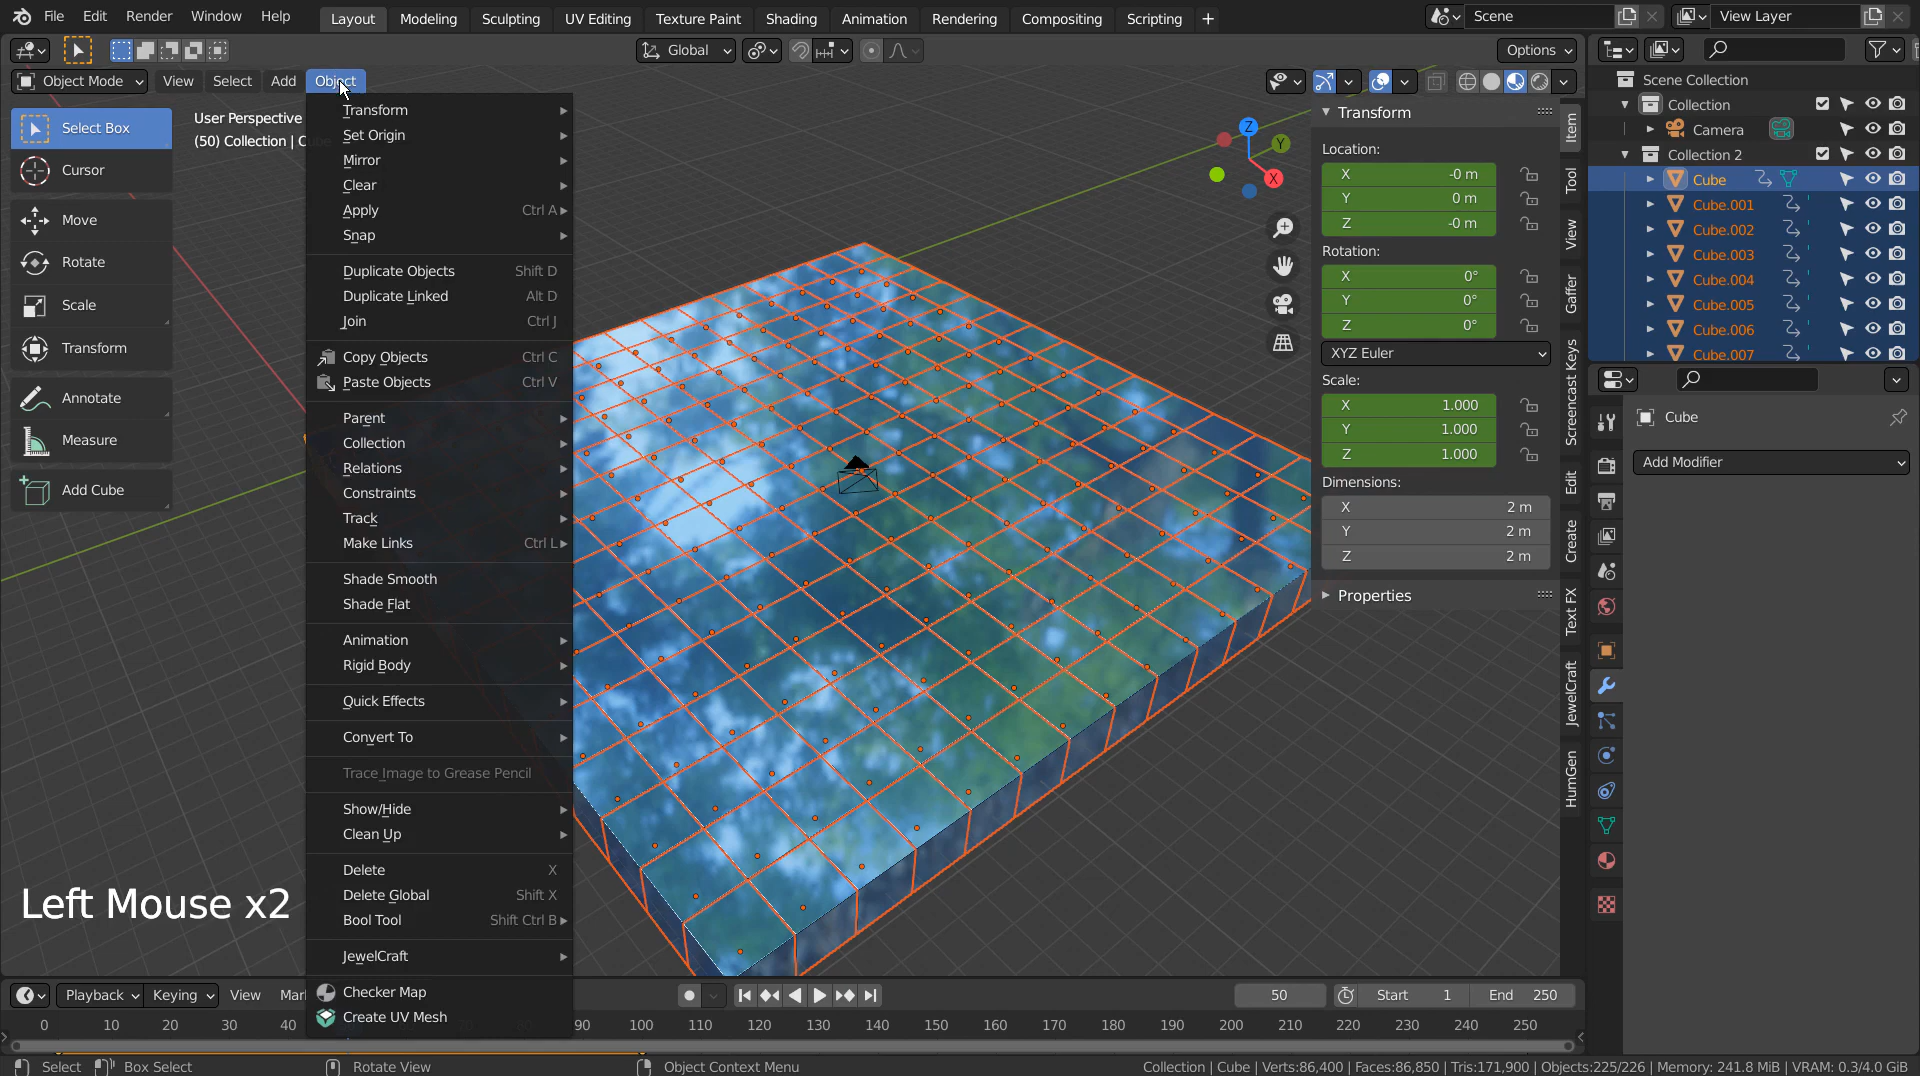 File Edit Render Window Help Layout Modeling Sculpting UV Editing Texture Paint Shading Animation Rendering Compositing Scripting + Scene View Layer
Global Options
Object Mode View Select Add Object
Select Box
Cursor
Move
Rotate
Scale
Transform
Annotate
Measure
Add Cube
User Perspective
(50) Collection | Cube
Transform
Set Origin
Mirror
Clear
Apply Ctrl A
Snap
Duplicate Objects Shift D
Duplicate Linked Alt D
Join Ctrl J
Copy Objects Ctrl C
Paste Objects Ctrl V
Parent
Collection
Relations
Constraints
Track
Make Links Ctrl L
Shade Smooth
Shade Flat
Animation
Rigid Body
Quick Effects
Convert To
Trace Image to Grease Pencil
Show/Hide
Clean Up
Delete X
Delete Global Shift X
Bool Tool Shift Ctrl B
JewelCraft
Checker Map
Create UV Mesh
Left Mouse x2
Z
Y
X
Transform
Location:
X -0 m
Y 0 m
Z -0 m
Rotation:
X 0°
Y 0°
Z 0°
XYZ Euler
Scale:
X 1.000
Y 1.000
Z 1.000
Dimensions:
X 2 m
Y 2 m
Z 2 m
Properties
Item
Tool
View
Gaffer
Screencast Keys
Edit
Create
Text FX
JewelCraft
HumGen
Scene Collection
Collection
Camera
Collection 2
Cube
Cube.001
Cube.002
Cube.003
Cube.004
Cube.005
Cube.006
Cube.007
Cube
Add Modifier
Playback Keying View Mar 50 Start 1 End 250
0 10 20 30 40 90 100 110 120 130 140 150 160 170 180 190 200 210 220 230 240 250
Select Box Select Rotate View Object Context Menu Collection | Cube | Verts:86,400 | Faces:86,850 | Tris:171,900 | Objects:225/226 | Memory: 241.8 MiB | VRAM: 0.3/4.0 GiB